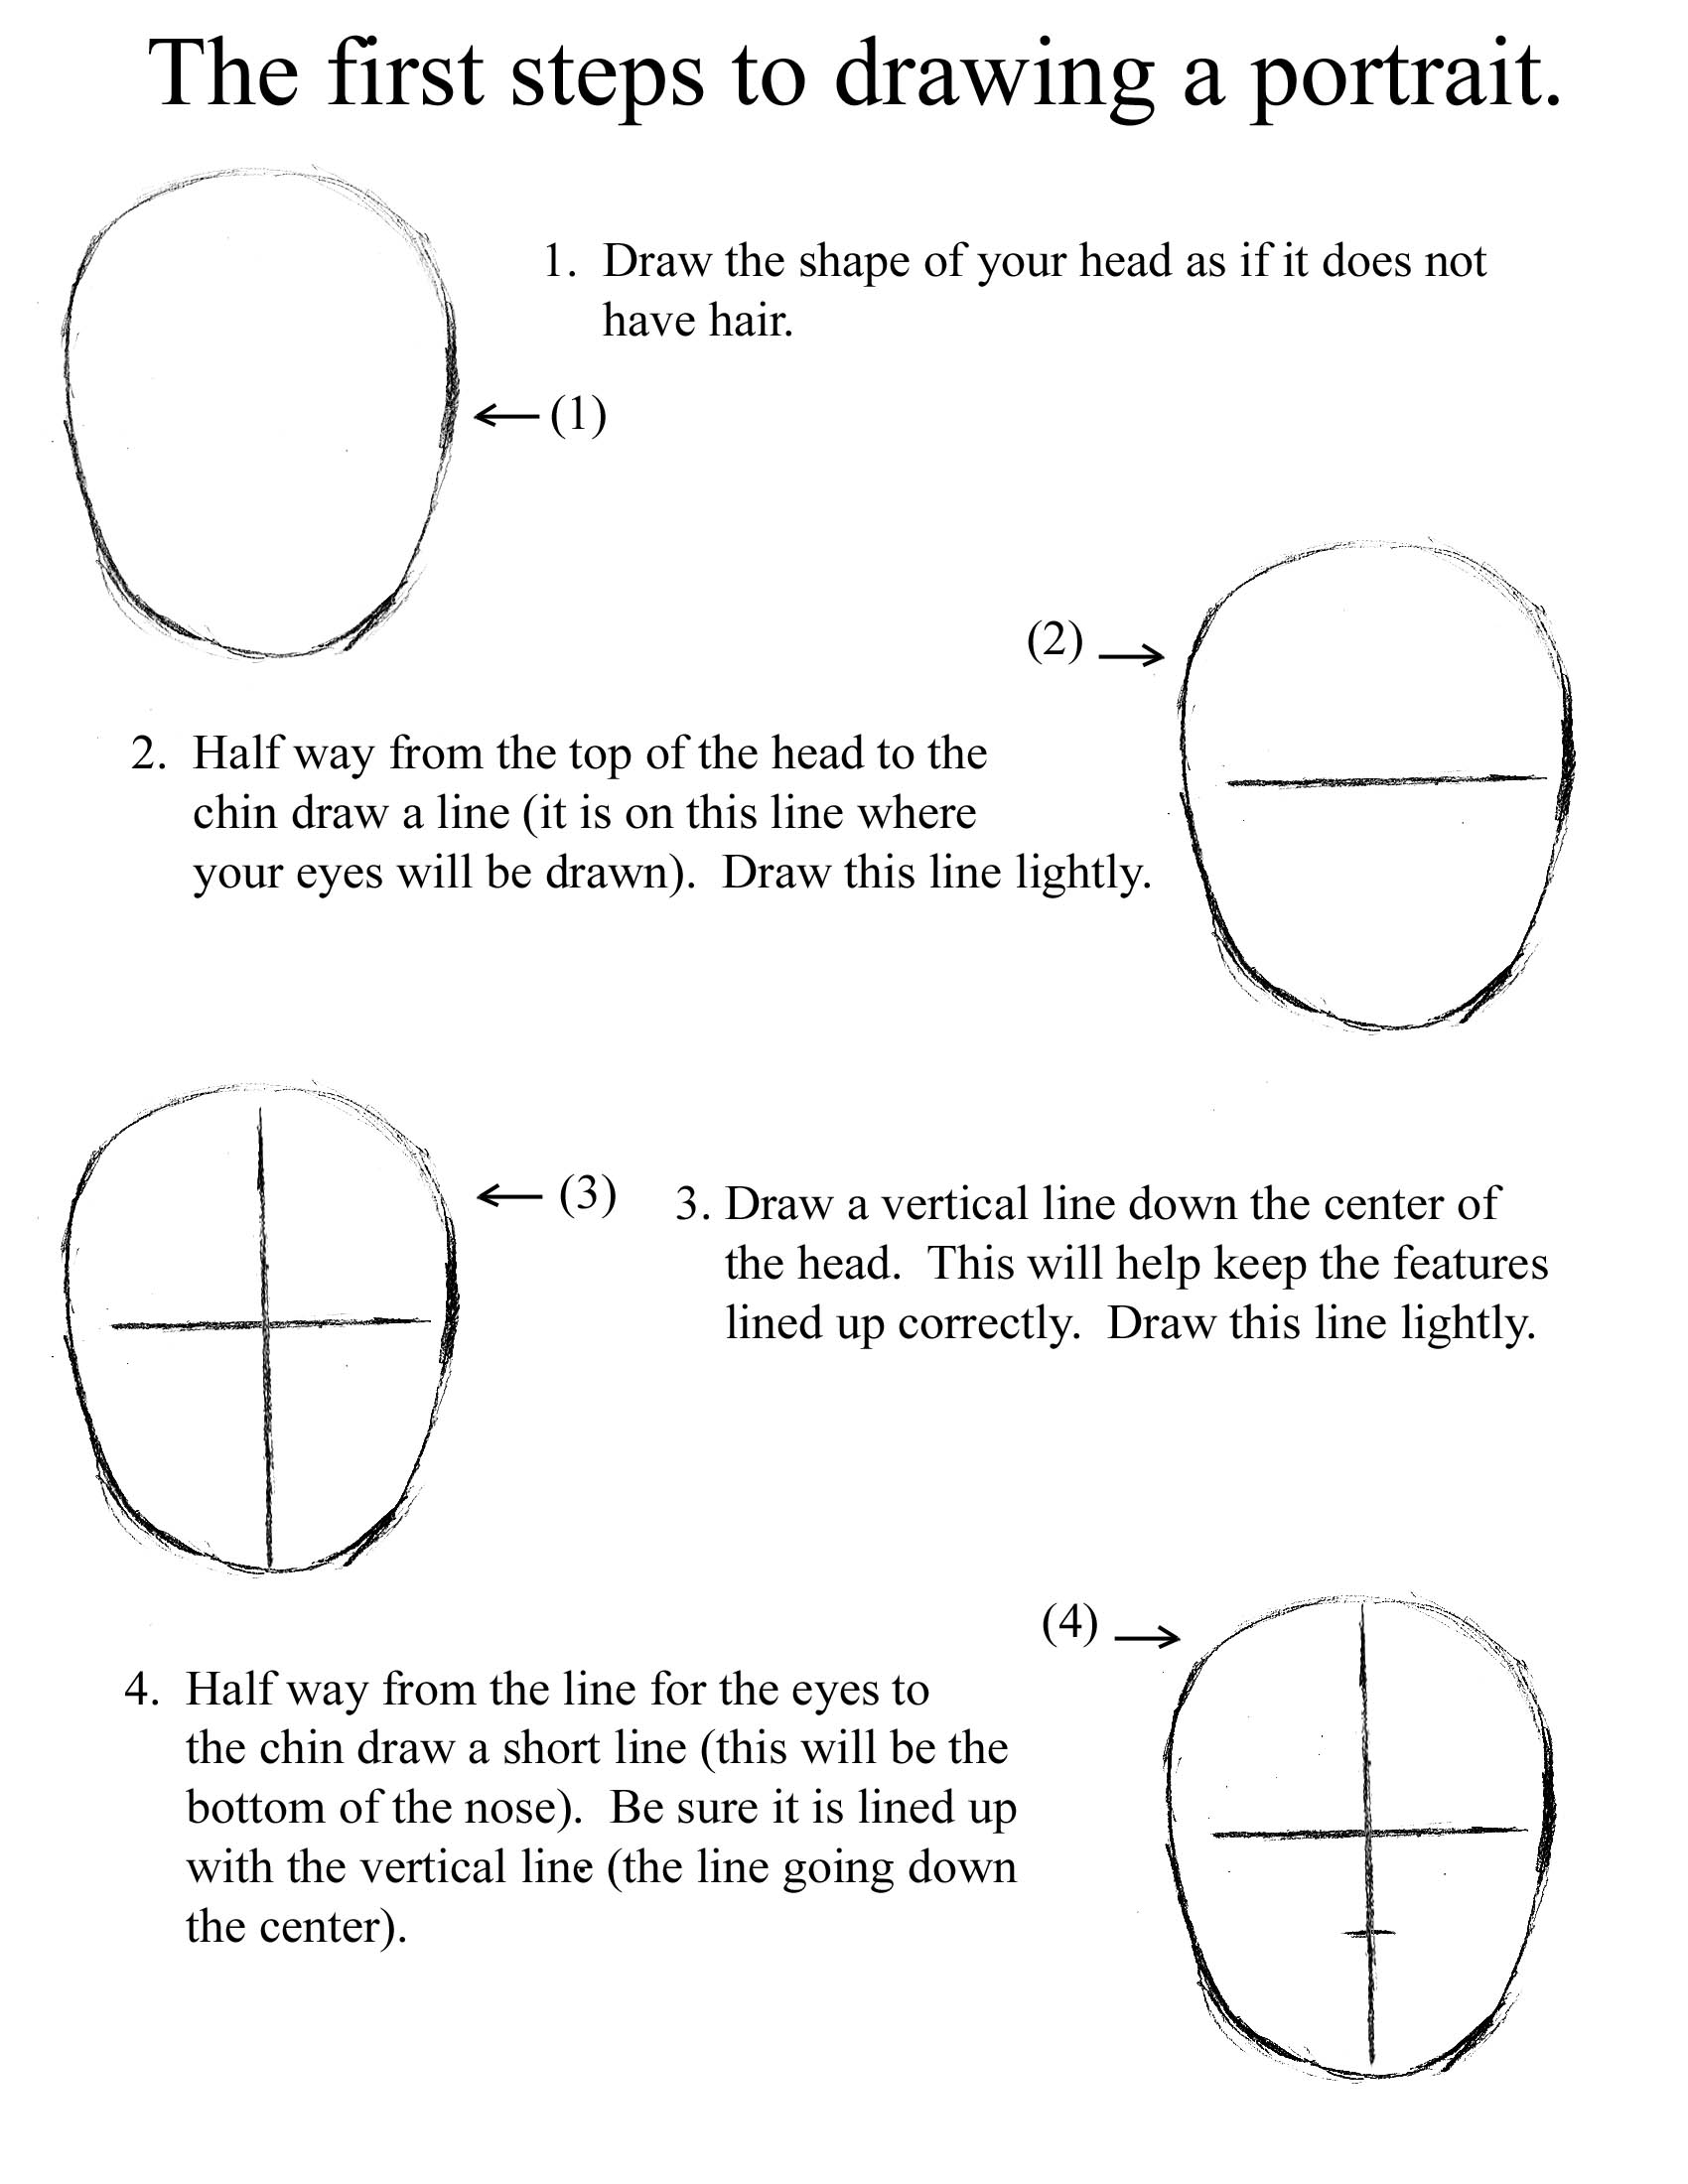 The first steps to drawing a portrait.
1. Draw the shape of your head as if it does not
have hair.
(1)
(2)
2. Half way from the top of the head to the
chin draw a line (it is on this line where
your eyes will be drawn). Draw this line lightly.
(3)
3. Draw a vertical line down the center of
the head. This will help keep the features
lined up correctly. Draw this line lightly.
(4)
4. Half way from the line for the eyes to
the chin draw a short line (this will be the
bottom of the nose). Be sure it is lined up
with the vertical line (the line going down
the center).